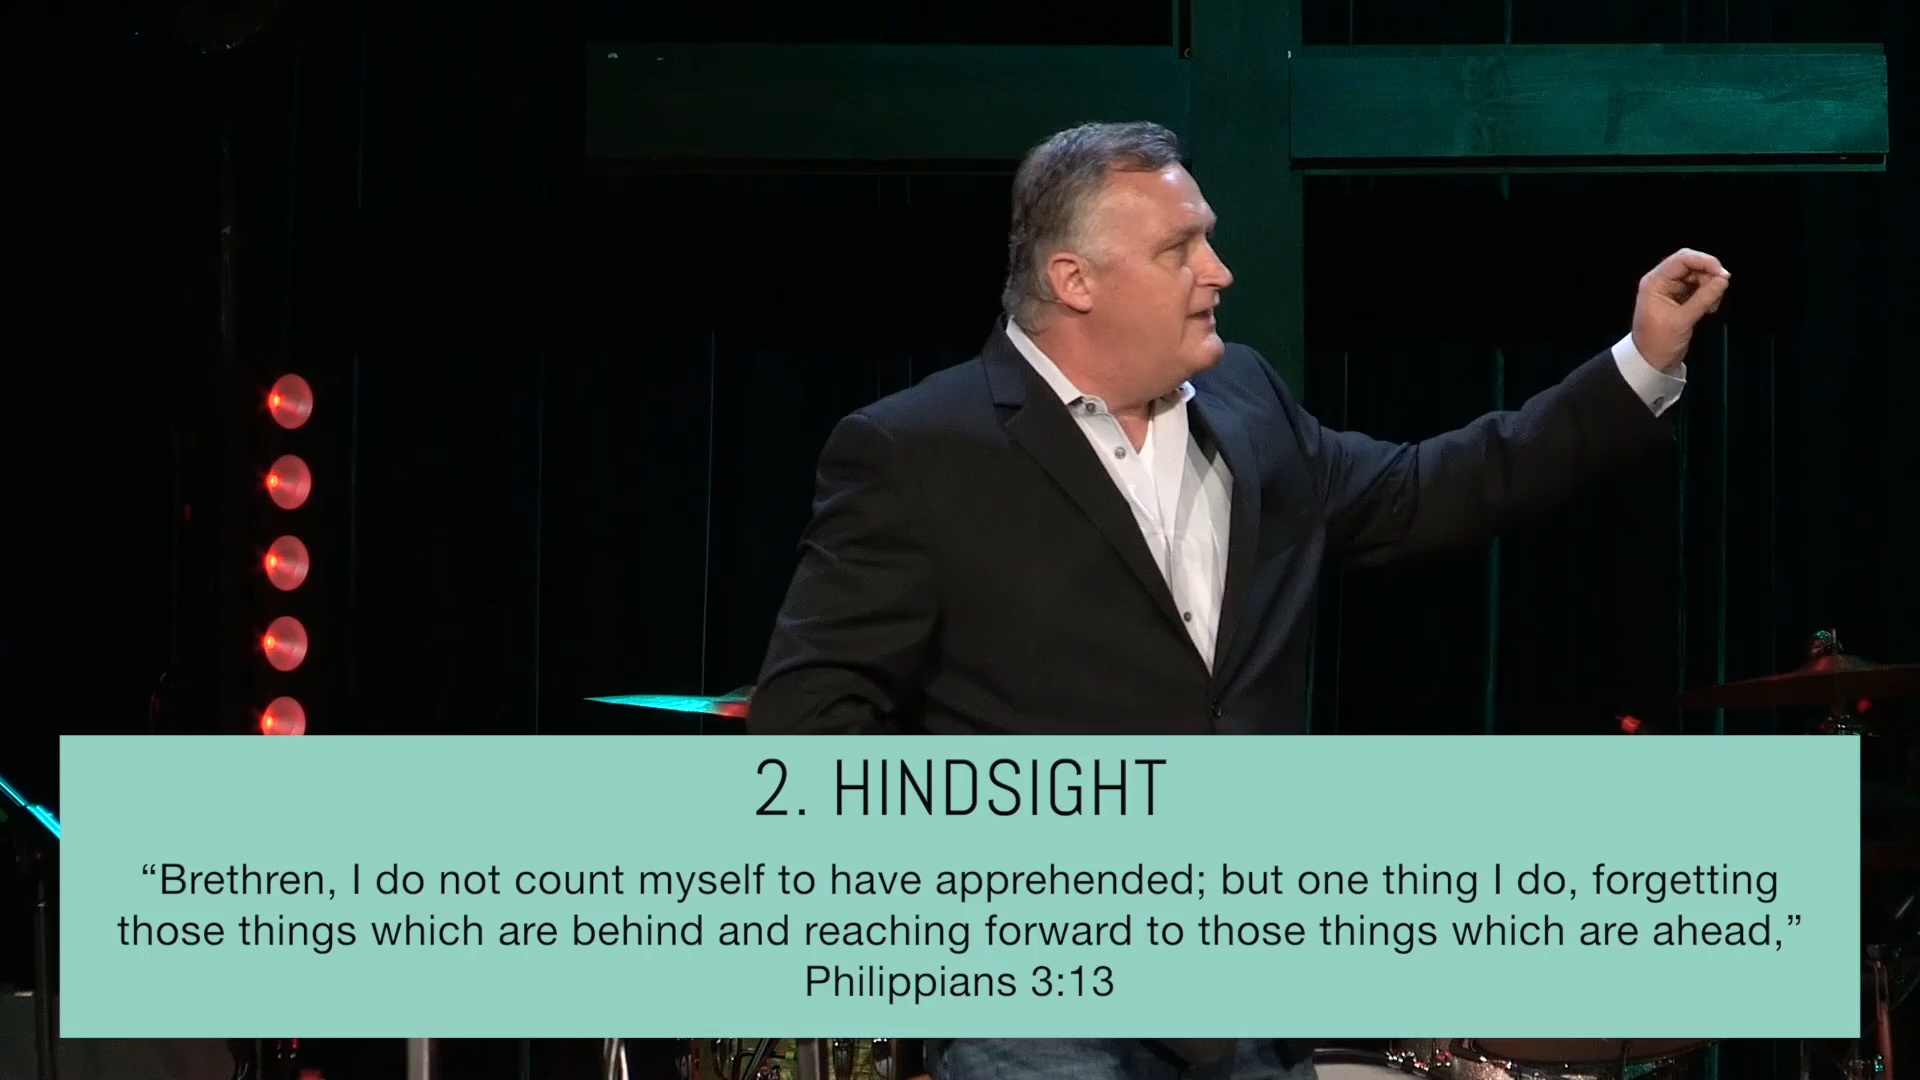 2. HINDSIGHT
“Brethren, I do not count myself to have apprehended; but one thing I do, forgetting
those things which are behind and reaching forward to those things which are ahead,”
Philippians 3:13